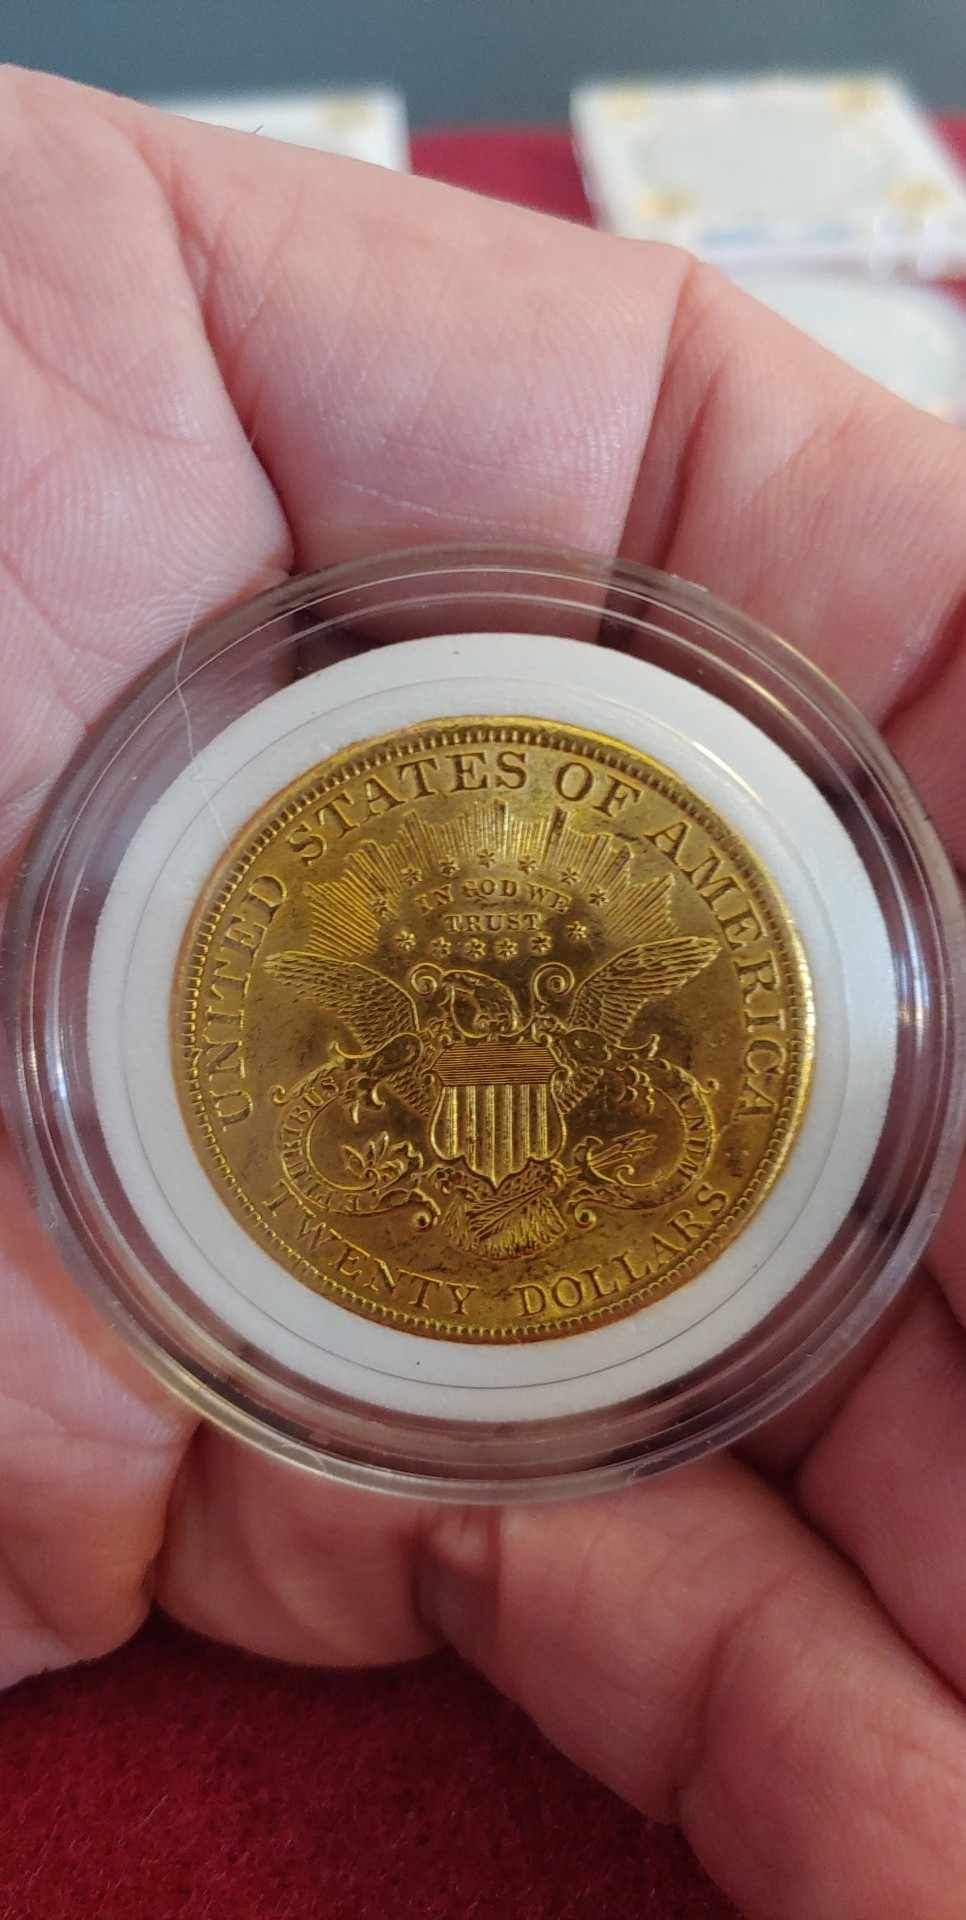 UNITED STATES OF AMERICA
IN GOD WE
TRUST
E PLURIBUS
UNUM
TWENTY DOLLARS